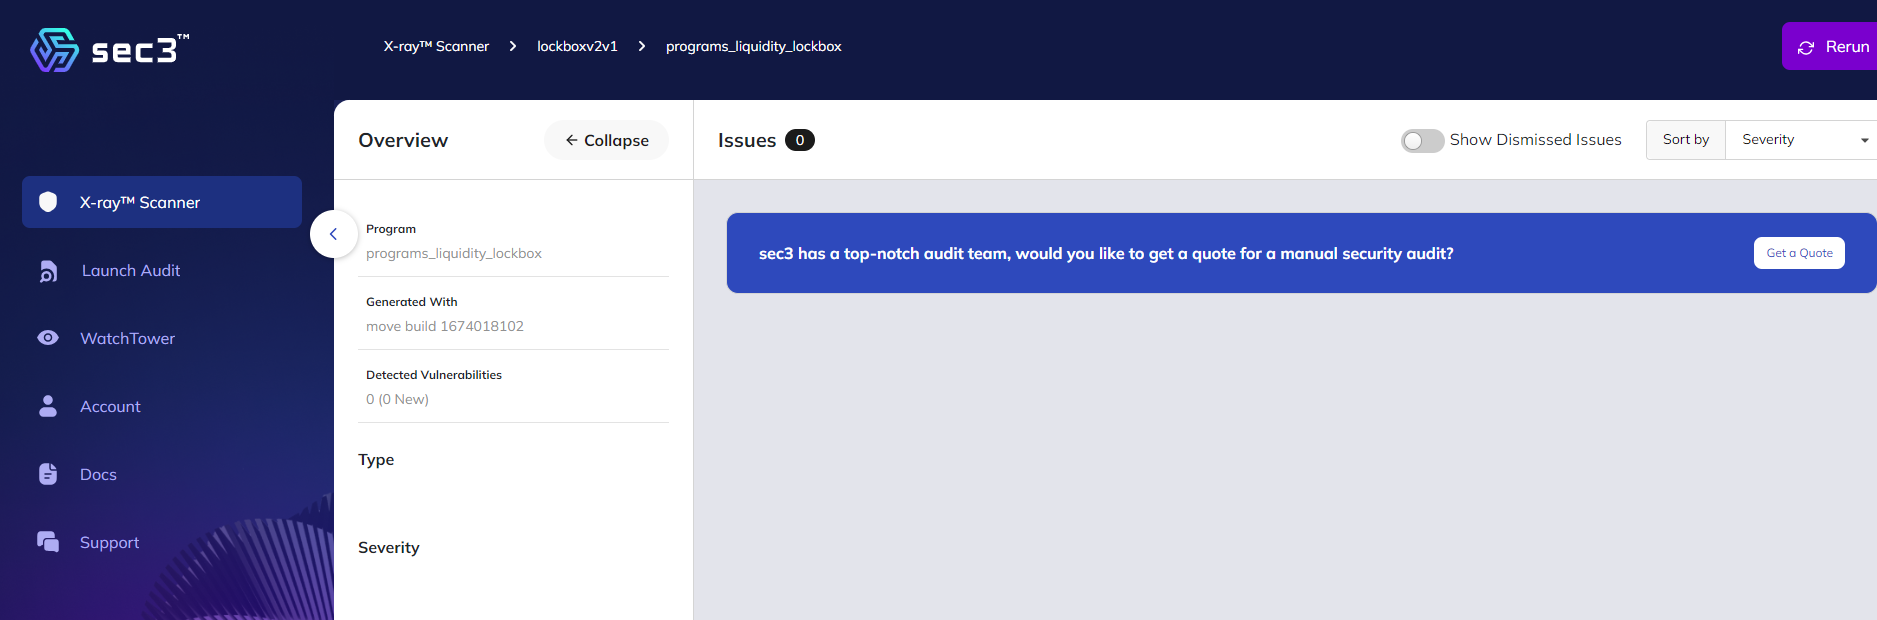 sec3™
X-ray™ Scanner > lockboxv2v1 > programs_liquidity_lockbox
Rerun
X-ray™ Scanner
Launch Audit
WatchTower
Account
Docs
Support
Overview
← Collapse
Program
programs_liquidity_lockbox
Generated With
move build 1674018102
Detected Vulnerabilities
0 (0 New)
Type
Severity
Issues 0
Show Dismissed Issues
Sort by Severity
sec3 has a top-notch audit team, would you like to get a quote for a manual security audit?
Get a Quote